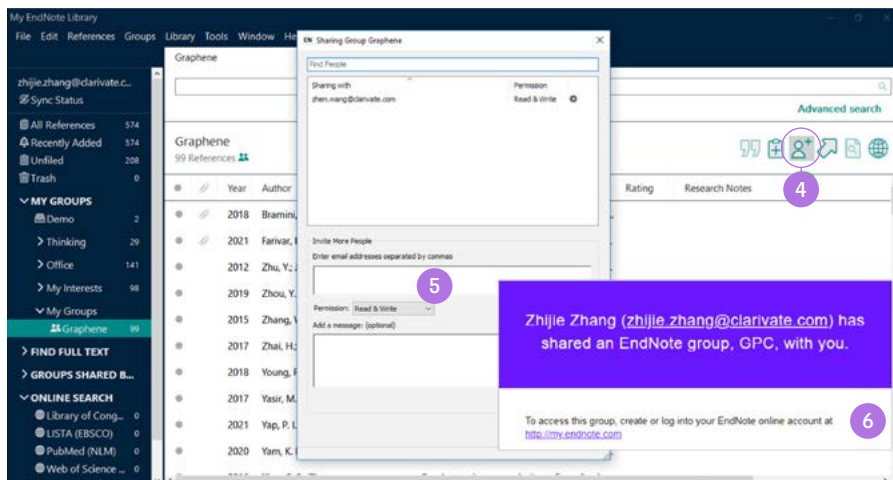 My EndNote Library
File Edit References Groups Library Tools Window He
EN Sharing Group Graphene
Graphene
Find People
zhijie.zhang@clarivate.c...
Sync Status
Sharing with Permission
zhen.wang@clarivate.com Read & Write
Advanced search
All References 574
Recently Added 574
Unfiled 208
Trash 0
Graphene
99 References
4
Year Author Rating Research Notes
MY GROUPS
Demo 2
Thinking 29
Office 141
My Interests 98
My Groups
Graphene 99
FIND FULL TEXT
GROUPS SHARED B...
ONLINE SEARCH
Library of Cong... 0
LISTA (EBSCO) 0
PubMed (NLM) 0
Web of Science ... 0
2018 Bramini,
2021 Farivar,
2012 Zhu, Y.;
2019 Zhou, Y.
2015 Zhang,
2017 Zhai, H.;
2018 Young,
2017 Yasir, M.
2021 Yap, P. L
2020 Yam, K.
Invite More People
Enter email addresses separated by commas
5
Permission: Read & Write
Add a message: (optional)
Zhijie Zhang (zhijie.zhang@clarivate.com) has
shared an EndNote group, GPC, with you.
To access this group, create or log into your EndNote online account at
http://my.endnote.com
6